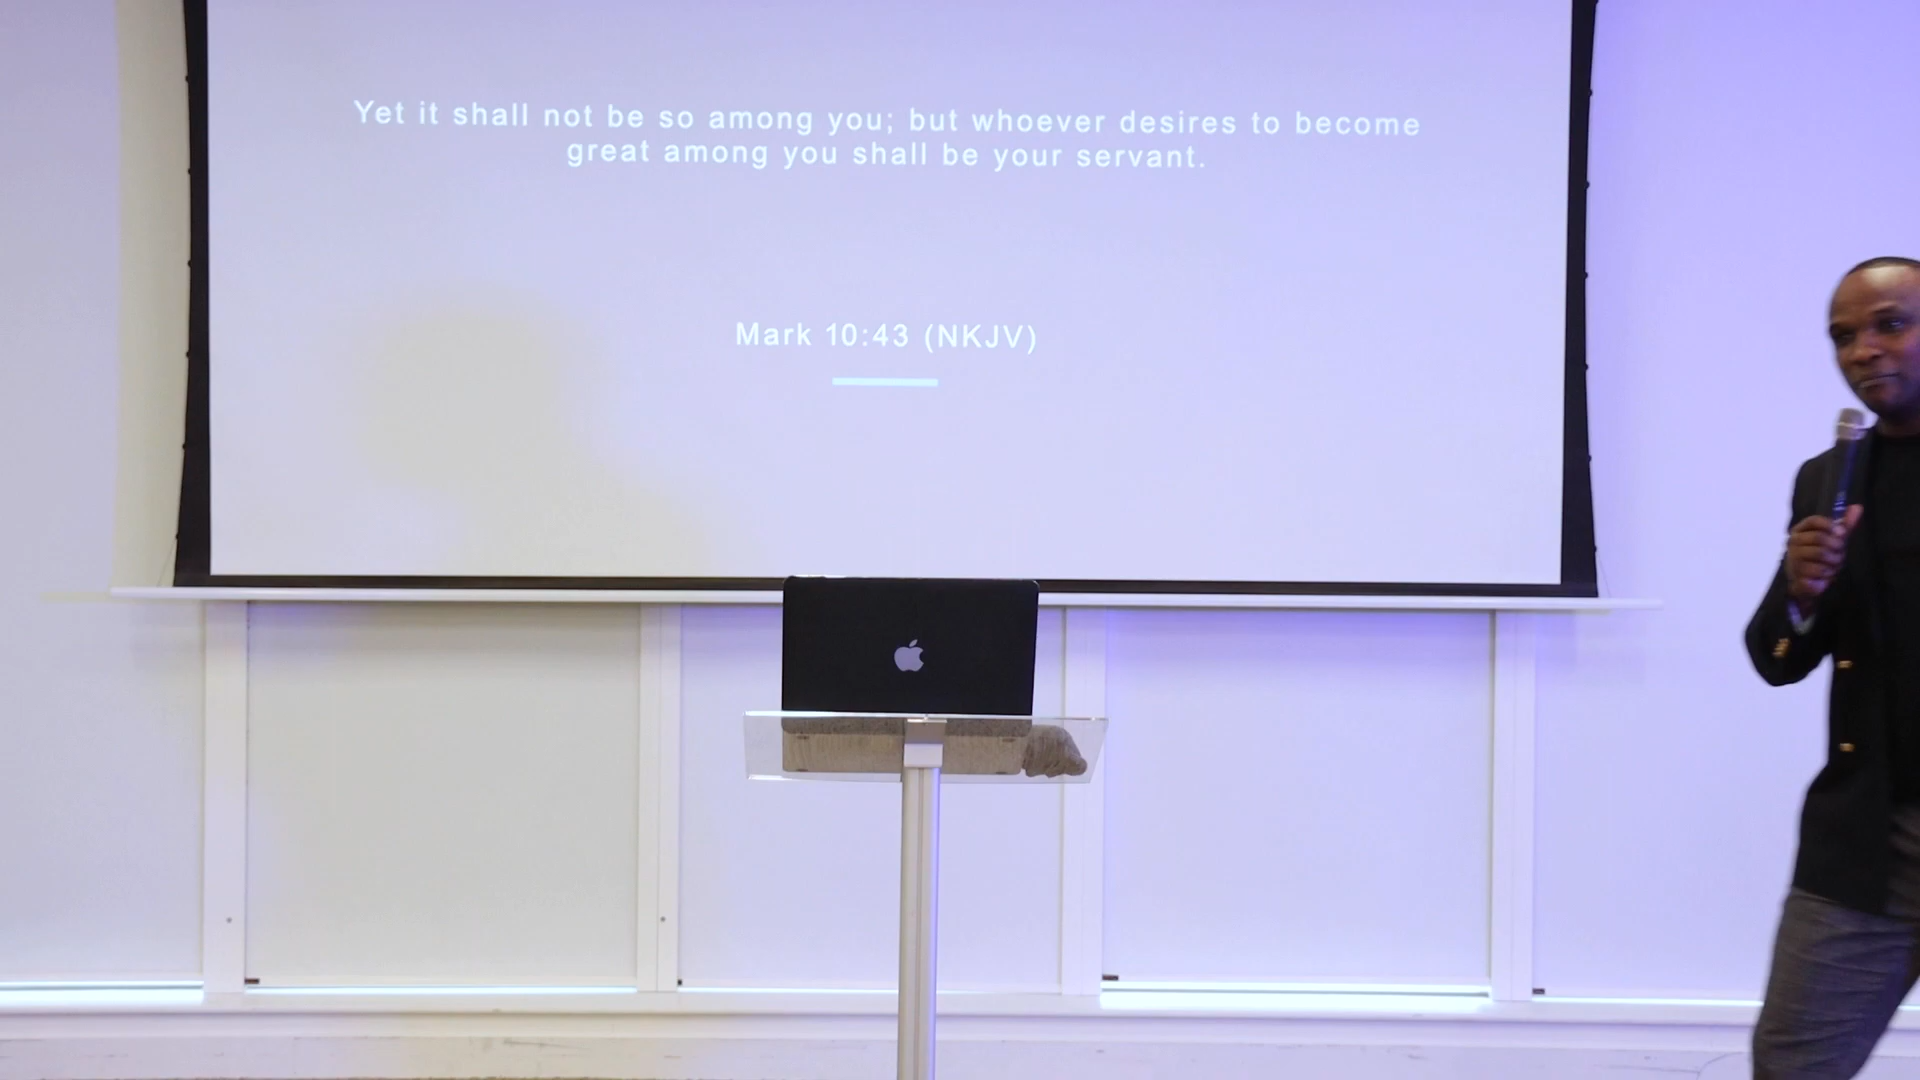 Yet it shall not be so among you; but whoever desires to become
great among you shall be your servant.
Mark 10:43 (NKJV)